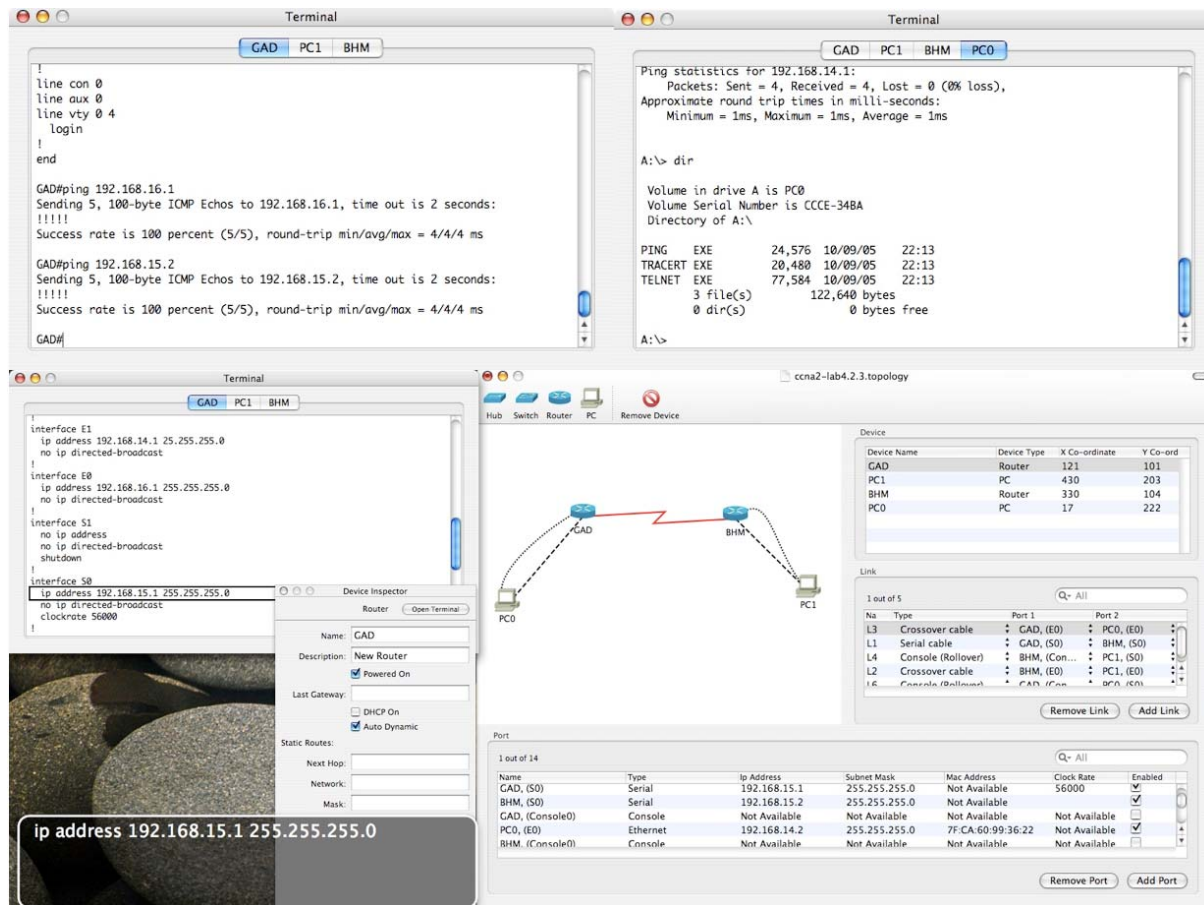 Terminal
GAD PC1 BHM
!
line con 0
line aux 0
line vty 0 4
login
!
end
GAD#ping 192.168.16.1
Sending 5, 100-byte ICMP Echos to 192.168.16.1, time out is 2 seconds:
!!!!!
Success rate is 100 percent (5/5), round-trip min/avg/max = 4/4/4 ms
GAD#ping 192.168.15.2
Sending 5, 100-byte ICMP Echos to 192.168.15.2, time out is 2 seconds:
!!!!!
Success rate is 100 percent (5/5), round-trip min/avg/max = 4/4/4 ms
GAD#
Terminal
GAD PC1 BHM PC0
Ping statistics for 192.168.14.1:
Packets: Sent = 4, Received = 4, Lost = 0 (0% loss),
Approximate round trip times in milli-seconds:
Minimum = 1ms, Maximum = 1ms, Average = 1ms
A:\> dir
Volume in drive A is PC0
Volume Serial Number is CCCE-34BA
Directory of A:\
PING EXE 24,576 10/09/05 22:13
TRACERT EXE 20,480 10/09/05 22:13
TELNET EXE 77,584 10/09/05 22:13
3 file(s) 122,640 bytes
0 dir(s) 0 bytes free
A:\>
Terminal
GAD PC1 BHM
!
interface E1
ip address 192.168.14.1 25.255.255.0
no ip directed-broadcast
!
interface E0
ip address 192.168.16.1 255.255.255.0
no ip directed-broadcast
!
interface S1
no ip address
no ip directed-broadcast
shutdown
!
interface S0
ip address 192.168.15.1 255.255.255.0
no ip directed-broadcast
clockrate 56000
!
Device Inspector
Router Open Terminal
Name: GAD
Description: New Router
Powered On
Last Gateway:
DHCP On
Auto Dynamic
Static Routes:
Next Hop:
Network:
Mask:
ip address 192.168.15.1 255.255.255.0
ccna2-lab4.2.3.topology
Hub Switch Router PC Remove Device
GAD
BHM
PC0
PC1
Device
Device Name Device Type X Co-ordinate Y Co-ord
GAD Router 121 101
PC1 PC 430 203
BHM Router 330 104
PC0 PC 17 222
Link
1 out of 5 All
Na Type Port 1 Port 2
L3 Crossover cable GAD, (E0) PC0, (E0)
L1 Serial cable GAD, (S0) BHM, (S0)
L4 Console (Rollover) BHM, (Con... PC1, (S0)
L2 Crossover cable BHM, (E0) PC1, (E0)
L6 Console (Rollover) GAD, (Con... PC0, (S0)
Remove Link Add Link
Port
1 out of 14 All
Name Type Ip Address Subnet Mask Mac Address Clock Rate Enabled
GAD, (S0) Serial 192.168.15.1 255.255.255.0 Not Available 56000
BHM, (S0) Serial 192.168.15.2 255.255.255.0 Not Available
GAD, (Console0) Console Not Available Not Available Not Available Not Available
PC0, (E0) Ethernet 192.168.14.2 255.255.255.0 7F:CA:60:99:36:22 Not Available
BHM, (Console0) Console Not Available Not Available Not Available Not Available
Remove Port Add Port